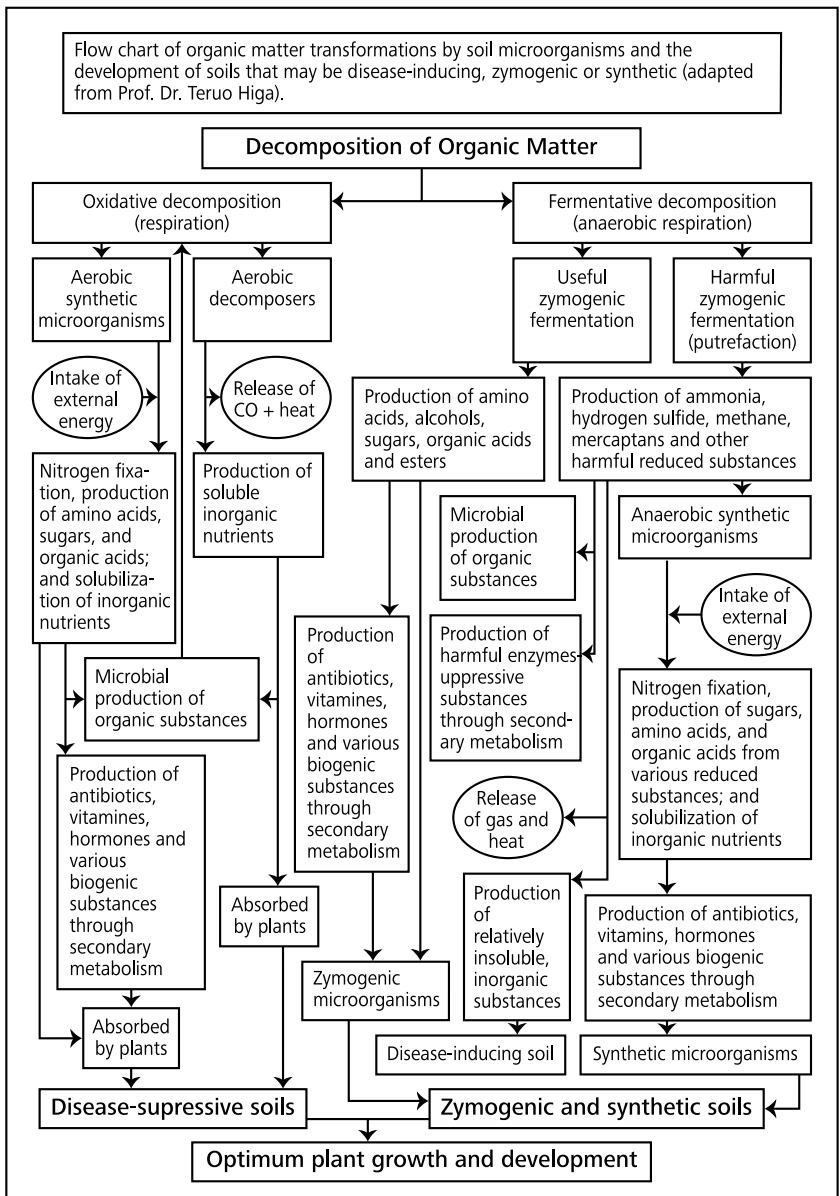 Flow chart of organic matter transformations by soil microorganisms and the
development of soils that may be disease-inducing, zymogenic or synthetic (adapted
from Prof. Dr. Teruo Higa).
Decomposition of Organic Matter
Oxidative decomposition
(respiration)
Fermentative decomposition
(anaerobic respiration)
Aerobic
synthetic
microorganisms
Aerobic
decomposers
Useful
zymogenic
fermentation
Harmful
zymogenic
fermentation
(putrefaction)
Intake of
external
energy
Release of
CO + heat
Production of amino
acids, alcohols,
sugars, organic acids
and esters
Production of ammonia,
hydrogen sulfide, methane,
mercaptans and other
harmful reduced substances
Nitrogen fixa-
tion, production
of amino acids,
sugars, and
organic acids;
and solubiliza-
tion of inorganic
nutrients
Production of
soluble
inorganic
nutrients
Microbial
production
of organic
substances
Anaerobic synthetic
microorganisms
Intake of
external
energy
Production
of
antibiotics,
vitamines,
hormones
and various
biogenic
substances
through
secondary
metabolism
Production of
harmful enzymes-
uppressive
substances
through second-
ary metabolism
Microbial
production of
organic substances
Nitrogen fixation,
production of sugars,
amino acids, and
organic acids from
various reduced
substances; and
solubilization of
inorganic nutrients
Production of
antibiotics,
vitamines,
hormones and
various
biogenic
substances
through
secondary
metabolism
Release
of gas and
heat
Absorbed
by plants
Production
of
relatively
insoluble,
inorganic
substances
Production of antibiotics,
vitamins, hormones
and various biogenic
substances through
secondary metabolism
Zymogenic
microorganisms
Absorbed
by plants
Disease-inducing soil
Synthetic microorganisms
Disease-supressive soils
Zymogenic and synthetic soils
Optimum plant growth and development